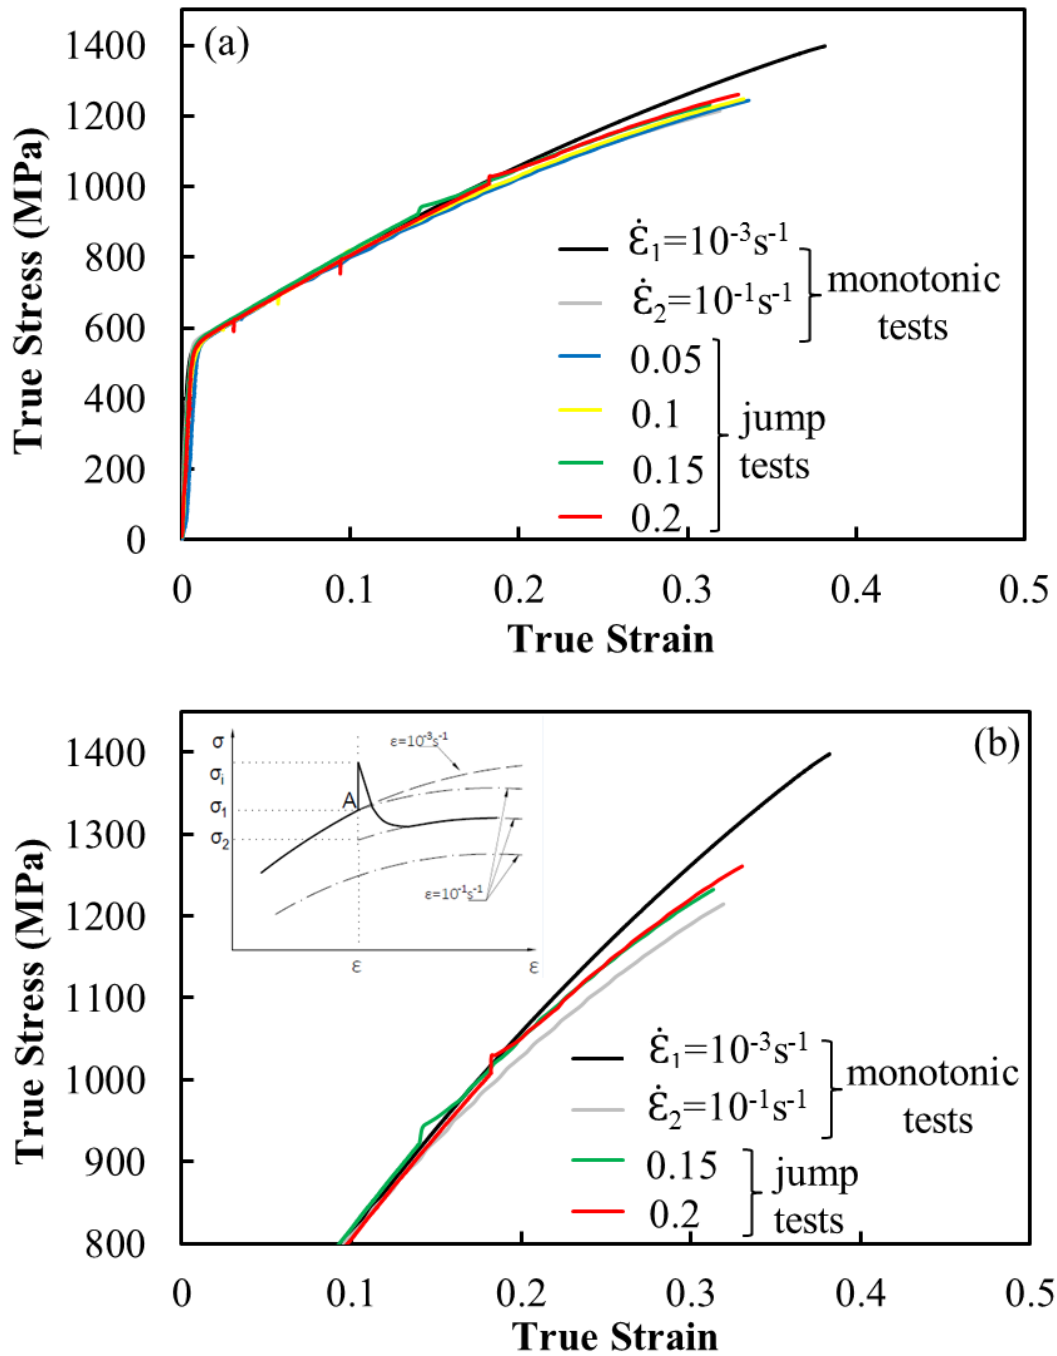 (a)
True Stress (MPa)
1400
1200
1000
800
600
400
200
0
0 0.1 0.2 0.3 0.4 0.5
True Strain
ε̇₁=10⁻³s⁻¹
ε̇₂=10⁻¹s⁻¹
monotonic
tests
0.05
0.1
0.15
0.2
jump
tests
(b)
True Stress (MPa)
1400
1300
1200
1100
1000
900
800
0 0.1 0.2 0.3 0.4 0.5
True Strain
σ
σᵢ
σ₁
σ₂
A
ε=10⁻³s⁻¹
ε=10⁻¹s⁻¹
ε
ε
ε̇₁=10⁻³s⁻¹
ε̇₂=10⁻¹s⁻¹
monotonic
tests
0.15
0.2
jump
tests